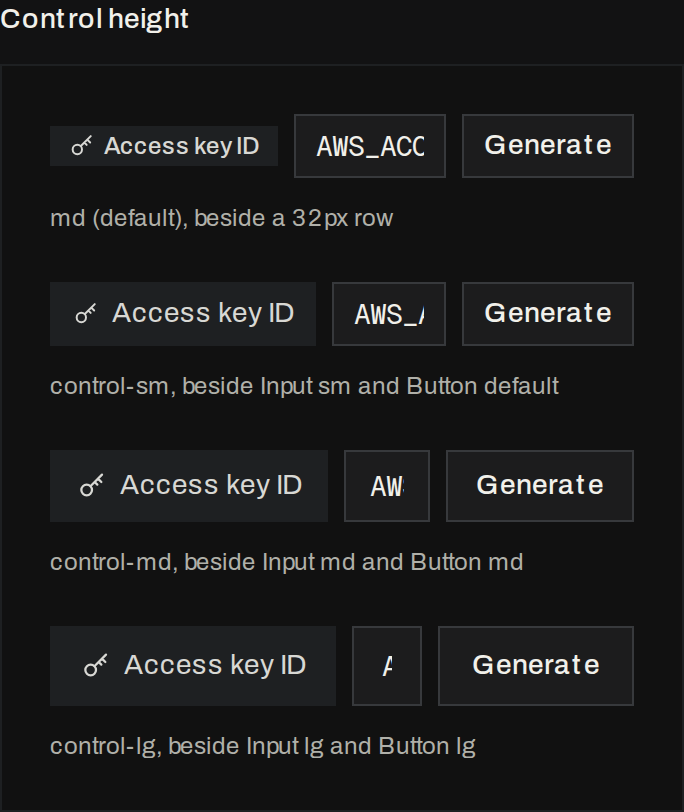 Control height
Access key ID AWS_ACC Generate
md (default), beside a 32px row
Access key ID AWS_A Generate
control-sm, beside Input sm and Button default
Access key ID AWS Generate
control-md, beside Input md and Button md
Access key ID A Generate
control-lg, beside Input lg and Button lg